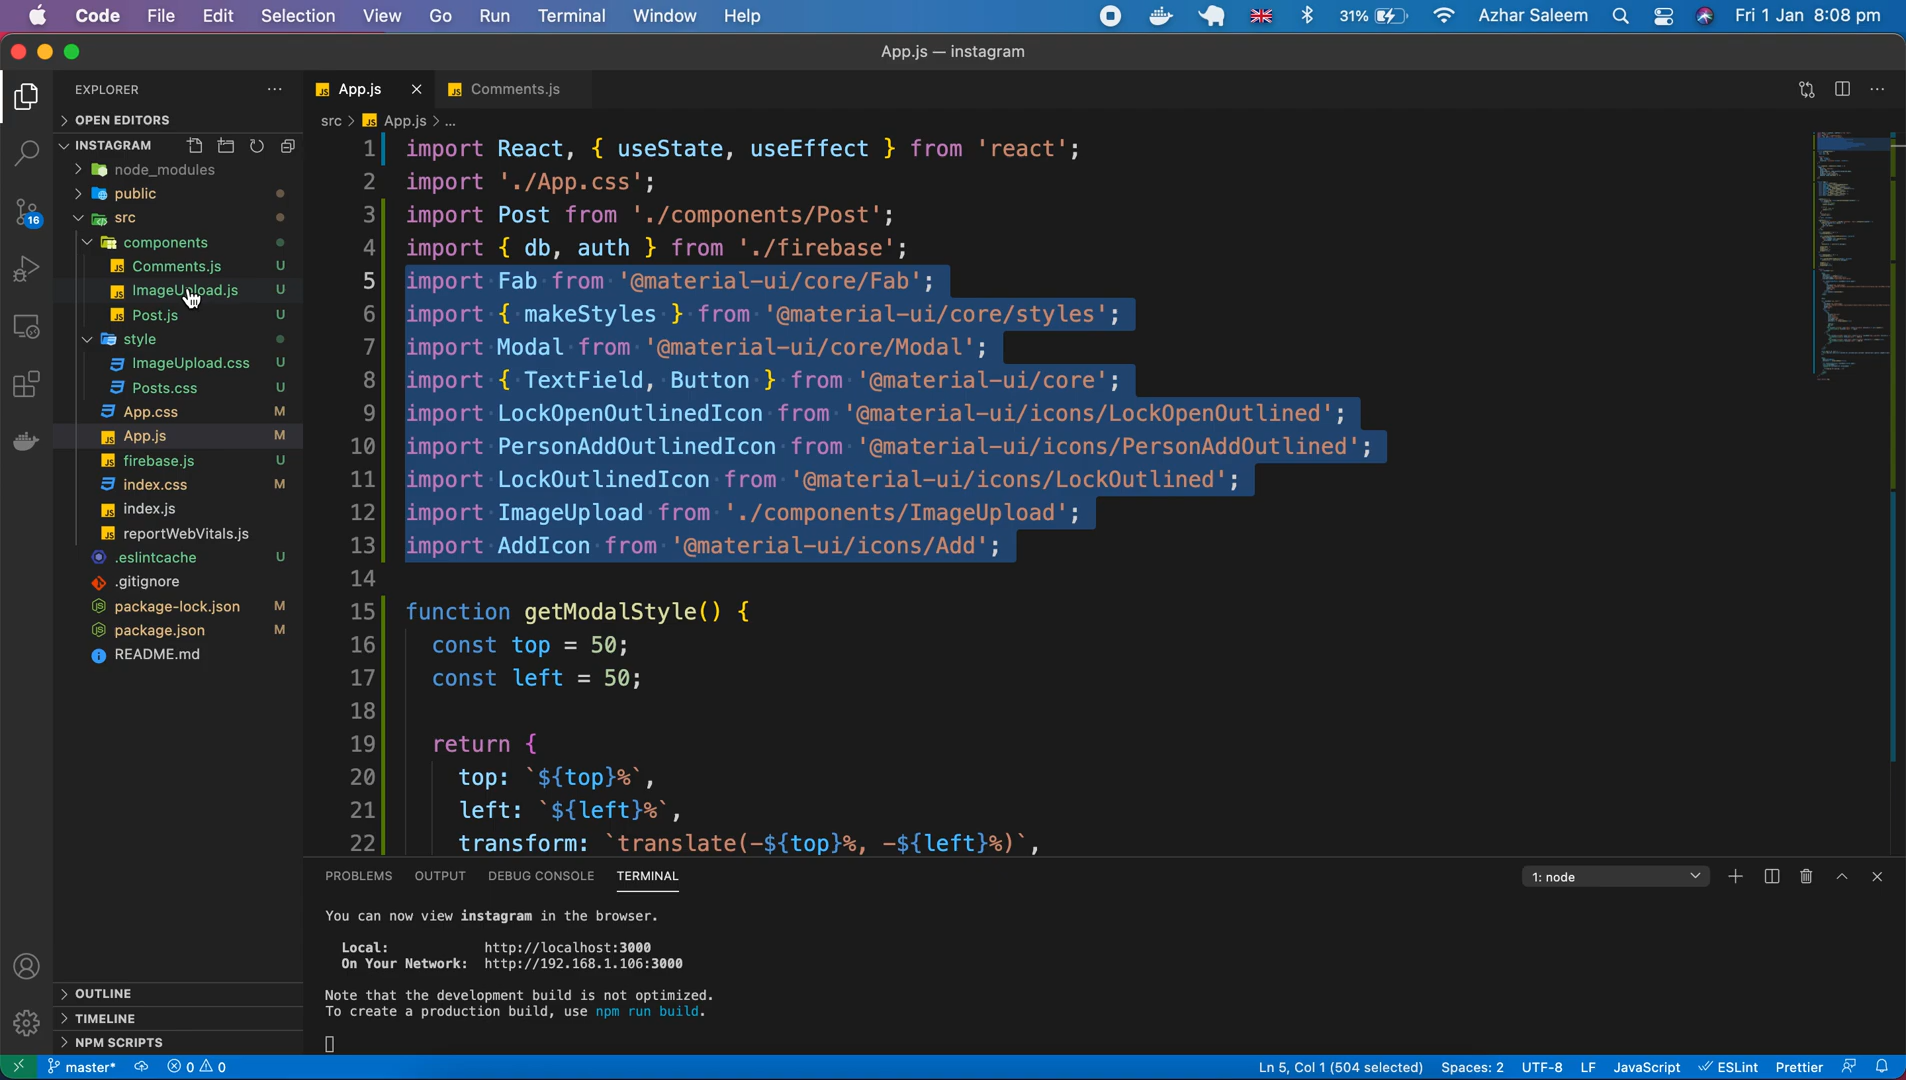 Code File Edit Selection View Go Run Terminal Window Help 31% Azhar Saleem Fri 1 Jan 8:08 pm
App.js — instagram
EXPLORER
OPEN EDITORS
INSTAGRAM
node_modules
public
src
components
Comments.js U
ImageUpload.js U
Post.js U
style
ImageUpload.css U
Posts.css U
App.css M
App.js M
firebase.js U
index.css M
index.js
reportWebVitals.js
.eslintcache U
.gitignore
package-lock.json M
package.json M
README.md
OUTLINE
TIMELINE
NPM SCRIPTS
16
App.js Comments.js
src > App.js > ...
1 import React, { useState, useEffect } from 'react';
2 import './App.css';
3 import Post from './components/Post';
4 import { db, auth } from './firebase';
5 import Fab from '@material-ui/core/Fab';
6 import { makeStyles } from '@material-ui/core/styles';
7 import Modal from '@material-ui/core/Modal';
8 import { TextField, Button } from '@material-ui/core';
9 import LockOpenOutlinedIcon from '@material-ui/icons/LockOpenOutlined';
10 import PersonAddOutlinedIcon from '@material-ui/icons/PersonAddOutlined';
11 import LockOutlinedIcon from '@material-ui/icons/LockOutlined';
12 import ImageUpload from './components/ImageUpload';
13 import AddIcon from '@material-ui/icons/Add';
14
15 function getModalStyle() {
16 const top = 50;
17 const left = 50;
18
19 return {
20 top: `${top}%`,
21 left: `${left}%`,
22 transform: `translate(-${top}%, -${left}%)`,
PROBLEMS OUTPUT DEBUG CONSOLE TERMINAL 1: node
You can now view instagram in the browser.
Local: http://localhost:3000
On Your Network: http://192.168.1.106:3000
Note that the development build is not optimized.
To create a production build, use npm run build.
master* 0 0 Ln 5, Col 1 (504 selected) Spaces: 2 UTF-8 LF JavaScript ESLint Prettier